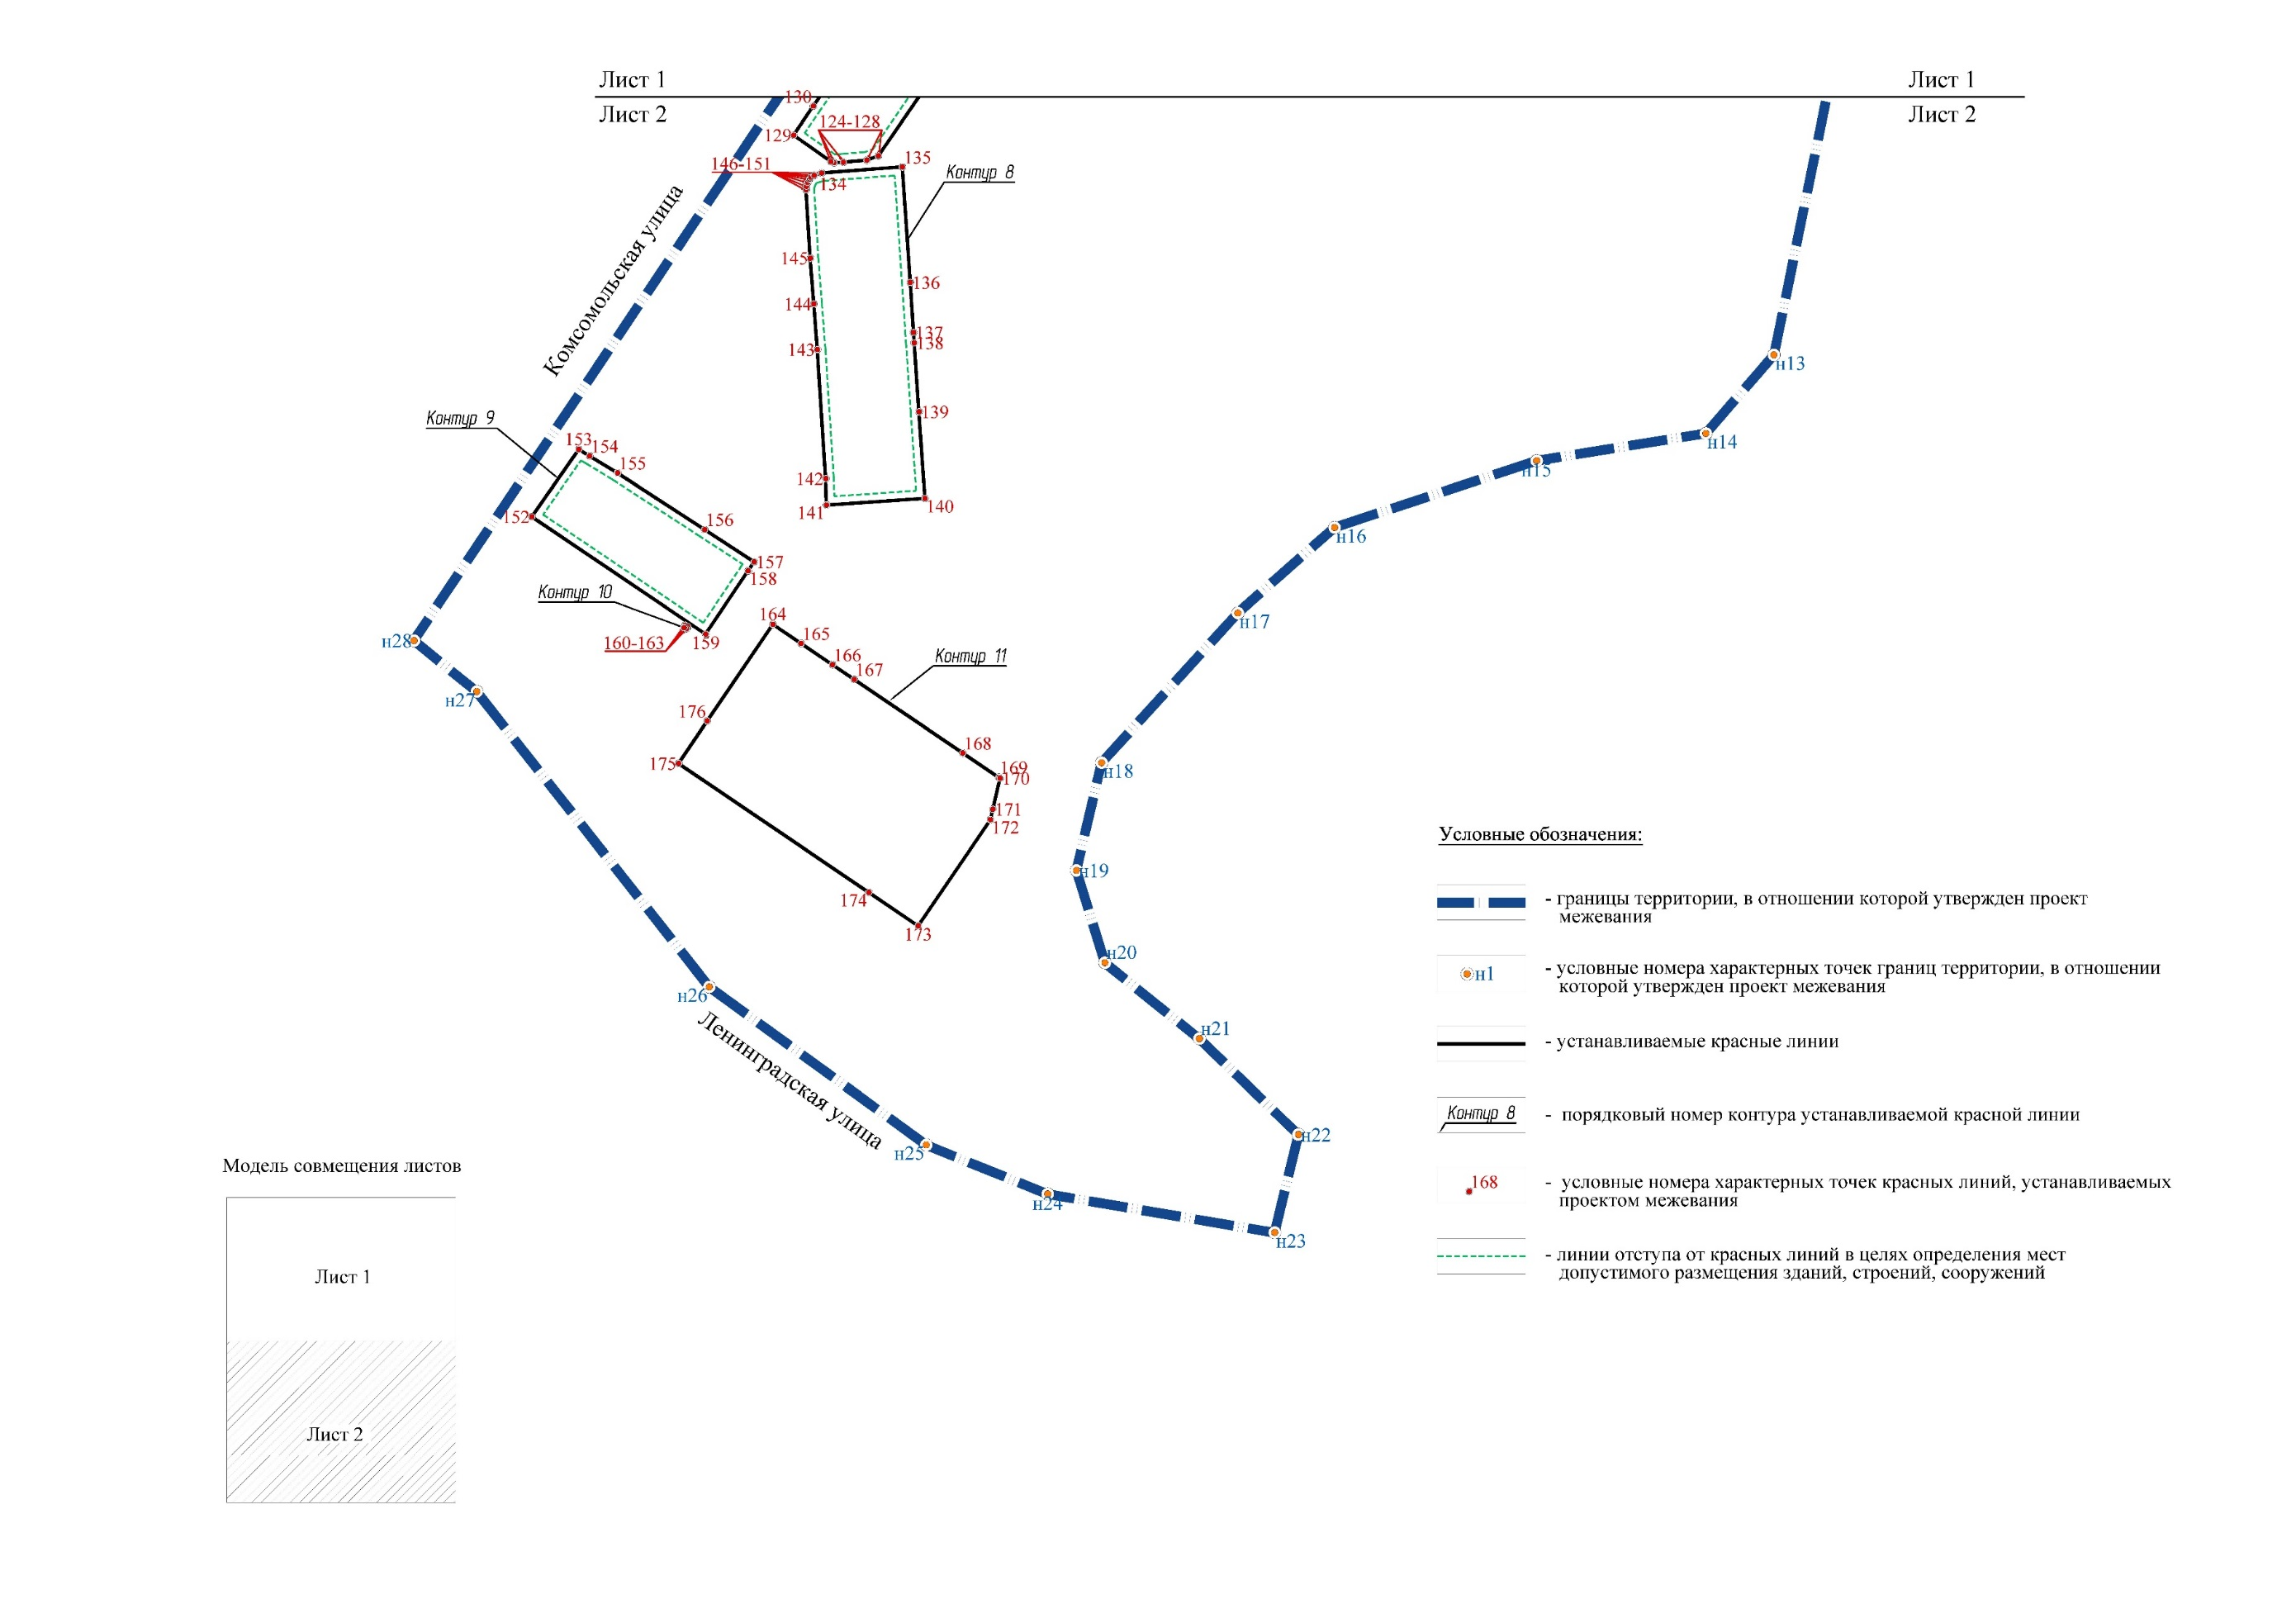 Лист 1
Лист 1
Лист 2
Лист 2
130
129
124-128
146-151
134
135
Контур 8
Комсомольская улица
145
136
144
137
138
143
139
142
141
140
н13
н14
н15
н16
н17
н18
н19
н20
н21
н22
н23
н24
н25
н26
н27
н28
Контур 9
153
154
155
152
156
157
158
Контур 10
160-163
159
164
165
166
167
Контур 11
176
175
168
169
170
171
172
174
173
Ленинградская улица
Условные обозначения:
- границы территории, в отношении которой утвержден проект
межевания
н1
- условные номера характерных точек границ территории, в отношении
которой утвержден проект межевания
- устанавливаемые красные линии
Контур 8
- порядковый номер контура устанавливаемой красной линии
168
- условные номера характерных точек красных линий, устанавливаемых
проектом межевания
- линии отступа от красных линий в целях определения мест
допустимого размещения зданий, строений, сооружений
Модель совмещения листов
Лист 1
Лист 2